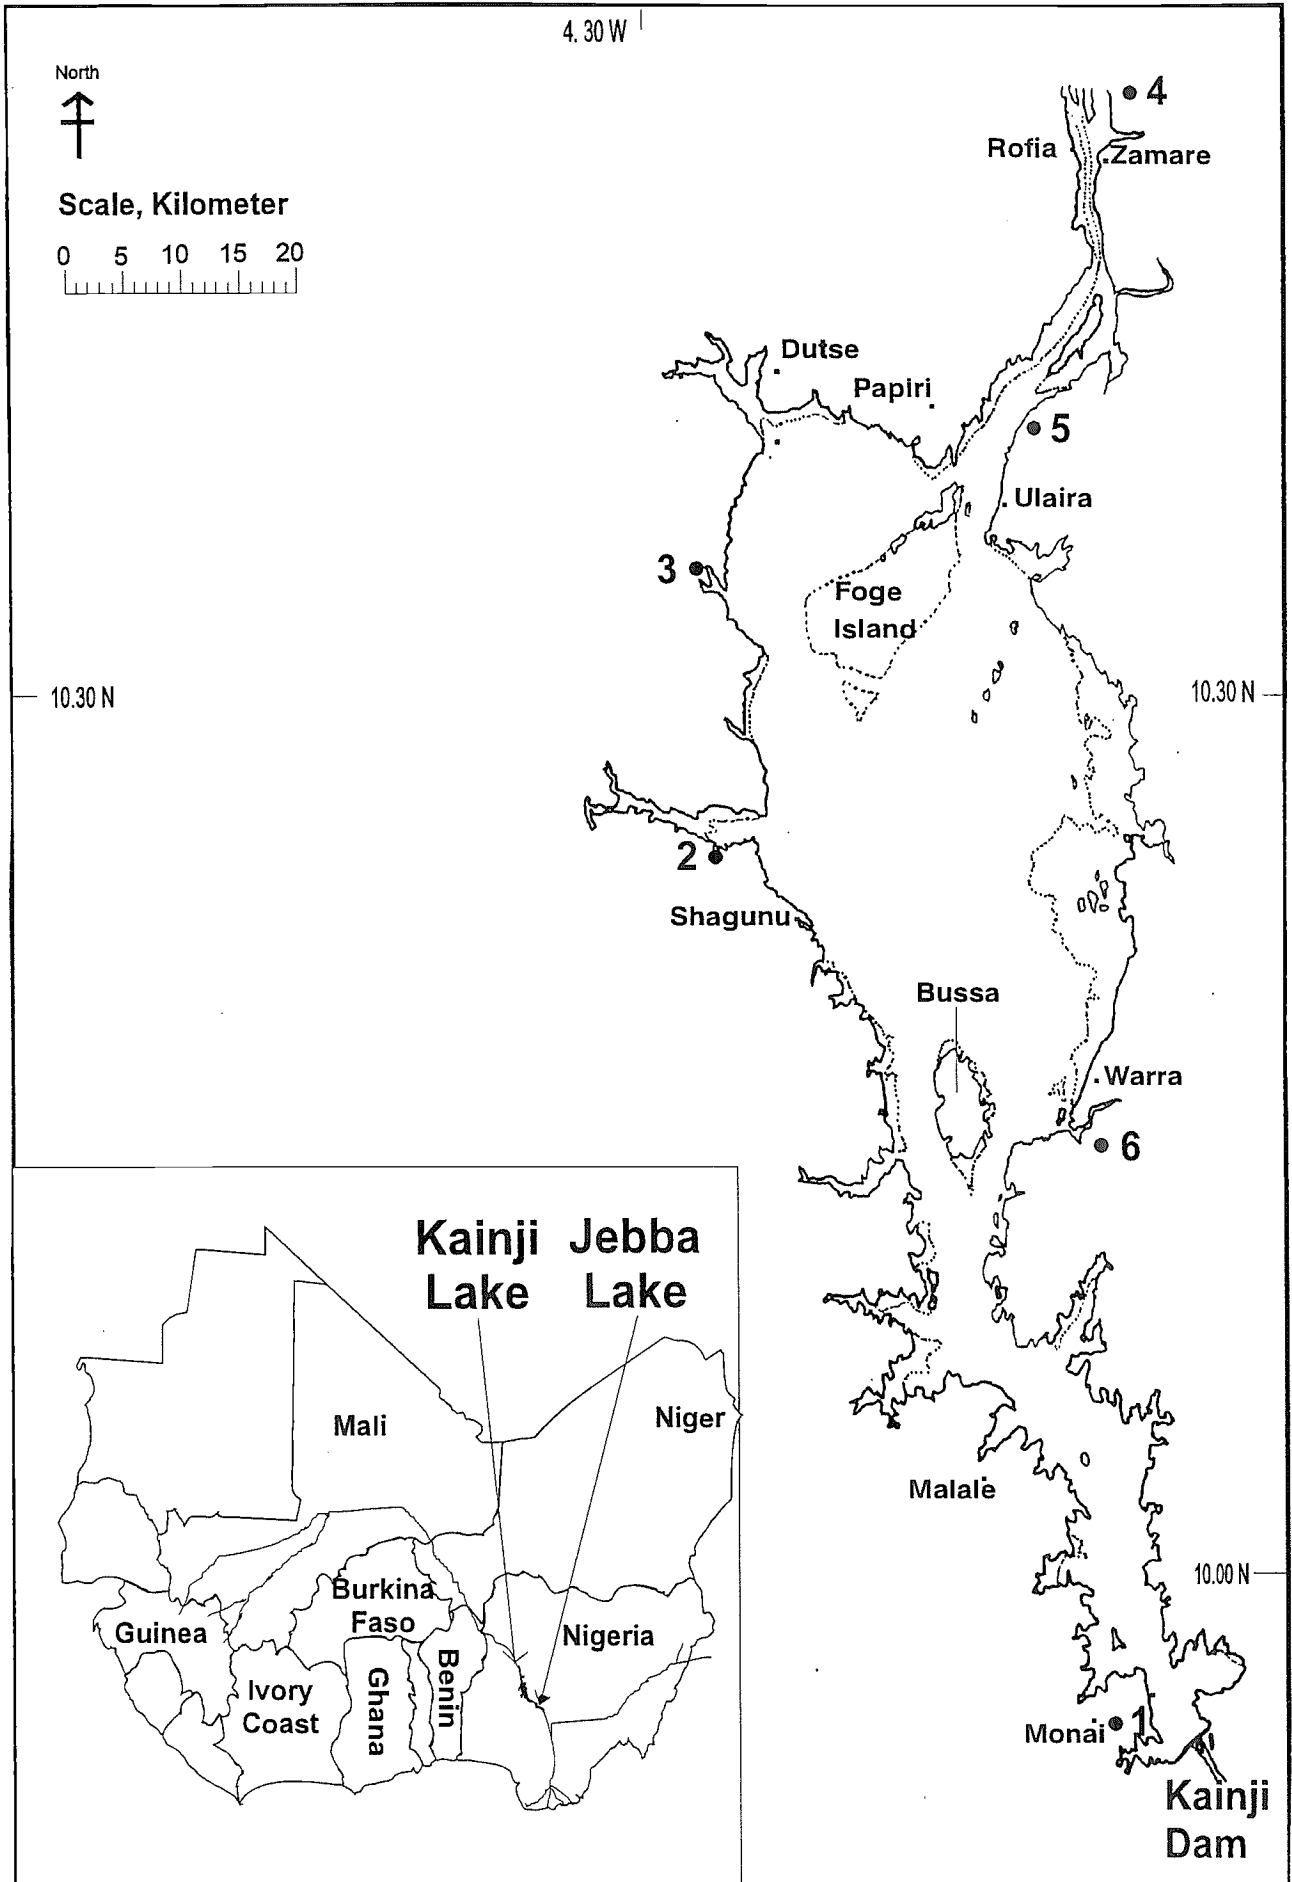 4.30 W
North
4
Rofia
Zamare
Scale, Kilometer
0 5 10 15 20
Dutse
Papiri
5
Ulaira
3
Foge
Island
10.30 N
10.30 N
2
Shagunu
Bussa
Warra
6
Kainji
Lake
Jebba
Lake
Mali
Niger
Malale
Burkina
Faso
10.00 N
Guinea
Nigeria
Ivory
Coast
Ghana
Benin
Monai
1
Kainji
Dam